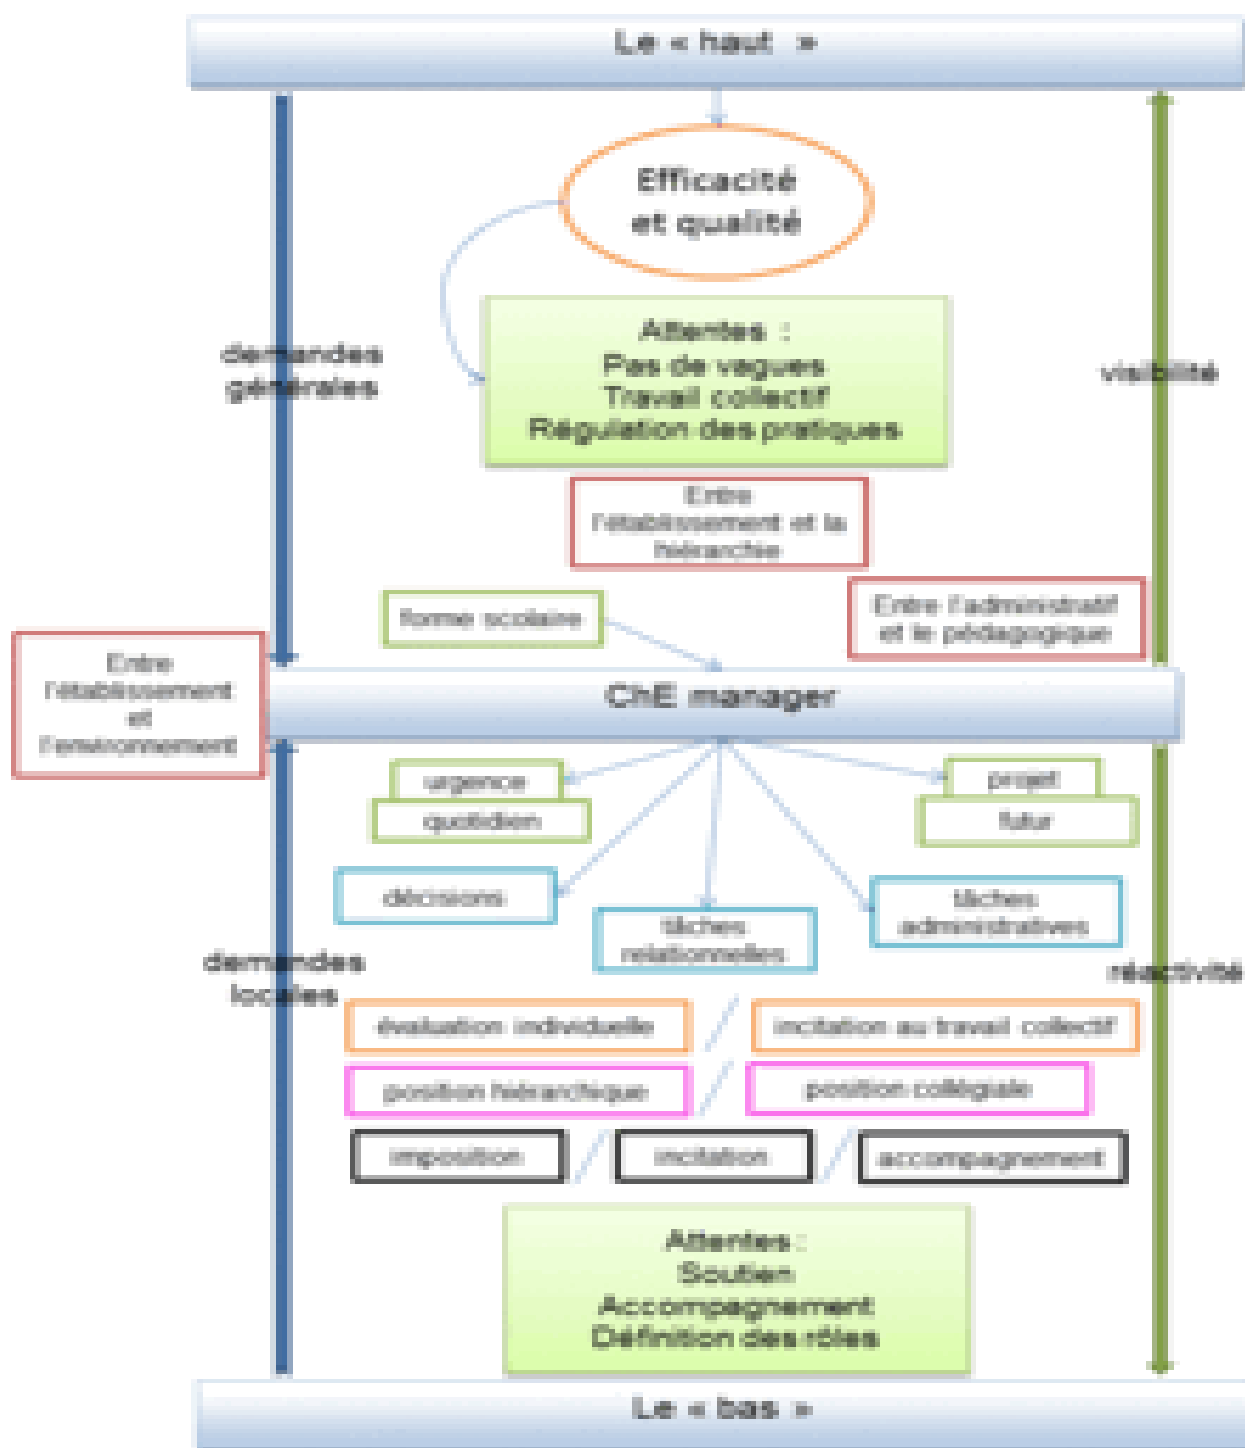 Le « haut »
Efficacité
et qualité
demandes
générales
Attentes :
Pas de vagues
Travail collectif
Régulation des pratiques
visibilité
Entre
l'établissement et la
hiérarchie
forme scolaire
Entre l'administratif
et le pédagogique
Entre
l'établissement
et
l'environnement
ChE manager
urgence
quotidien
projet
futur
décisions
tâches
relationnelles
tâches
administratives
demandes
locales
réactivité
évaluation individuelle / incitation au travail collectif
position hiérarchique / position collégiale
imposition / incitation / accompagnement
Attentes :
Soutien
Accompagnement
Définition des rôles
Le « bas »